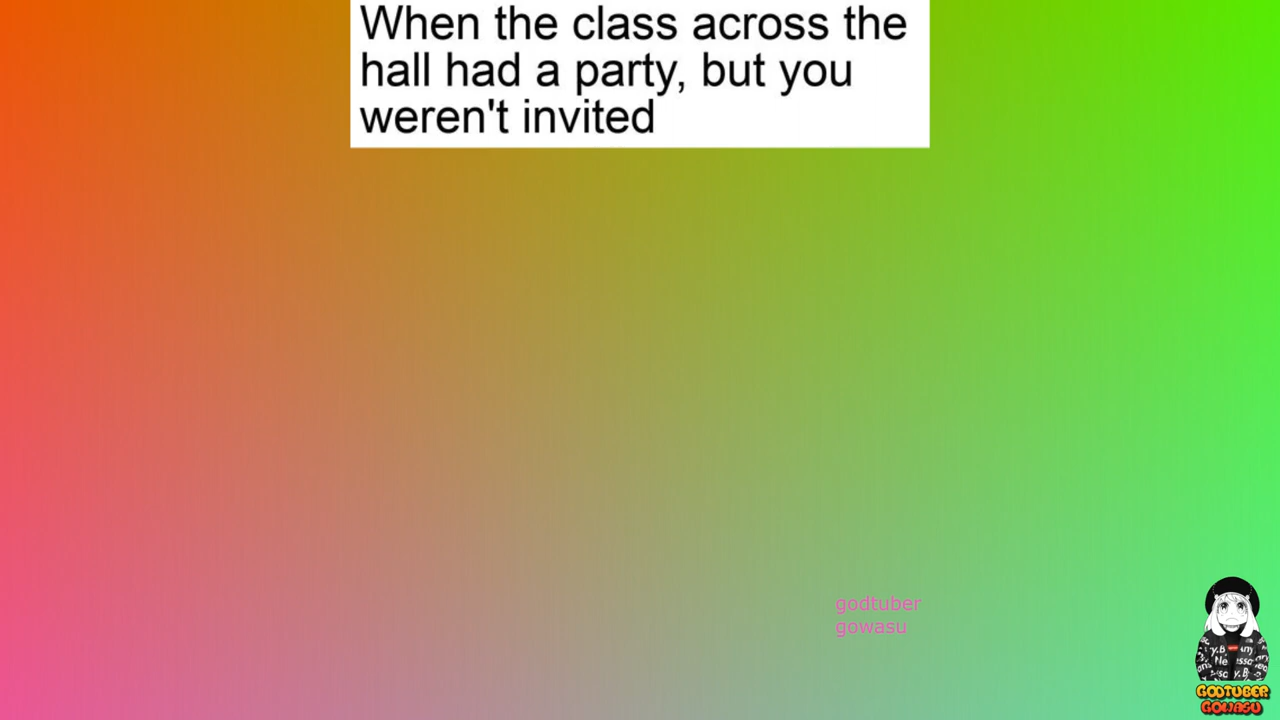 When the class across the
hall had a party, but you
weren't invited
godtuber
gowasu
GODTUBER
GOWASU